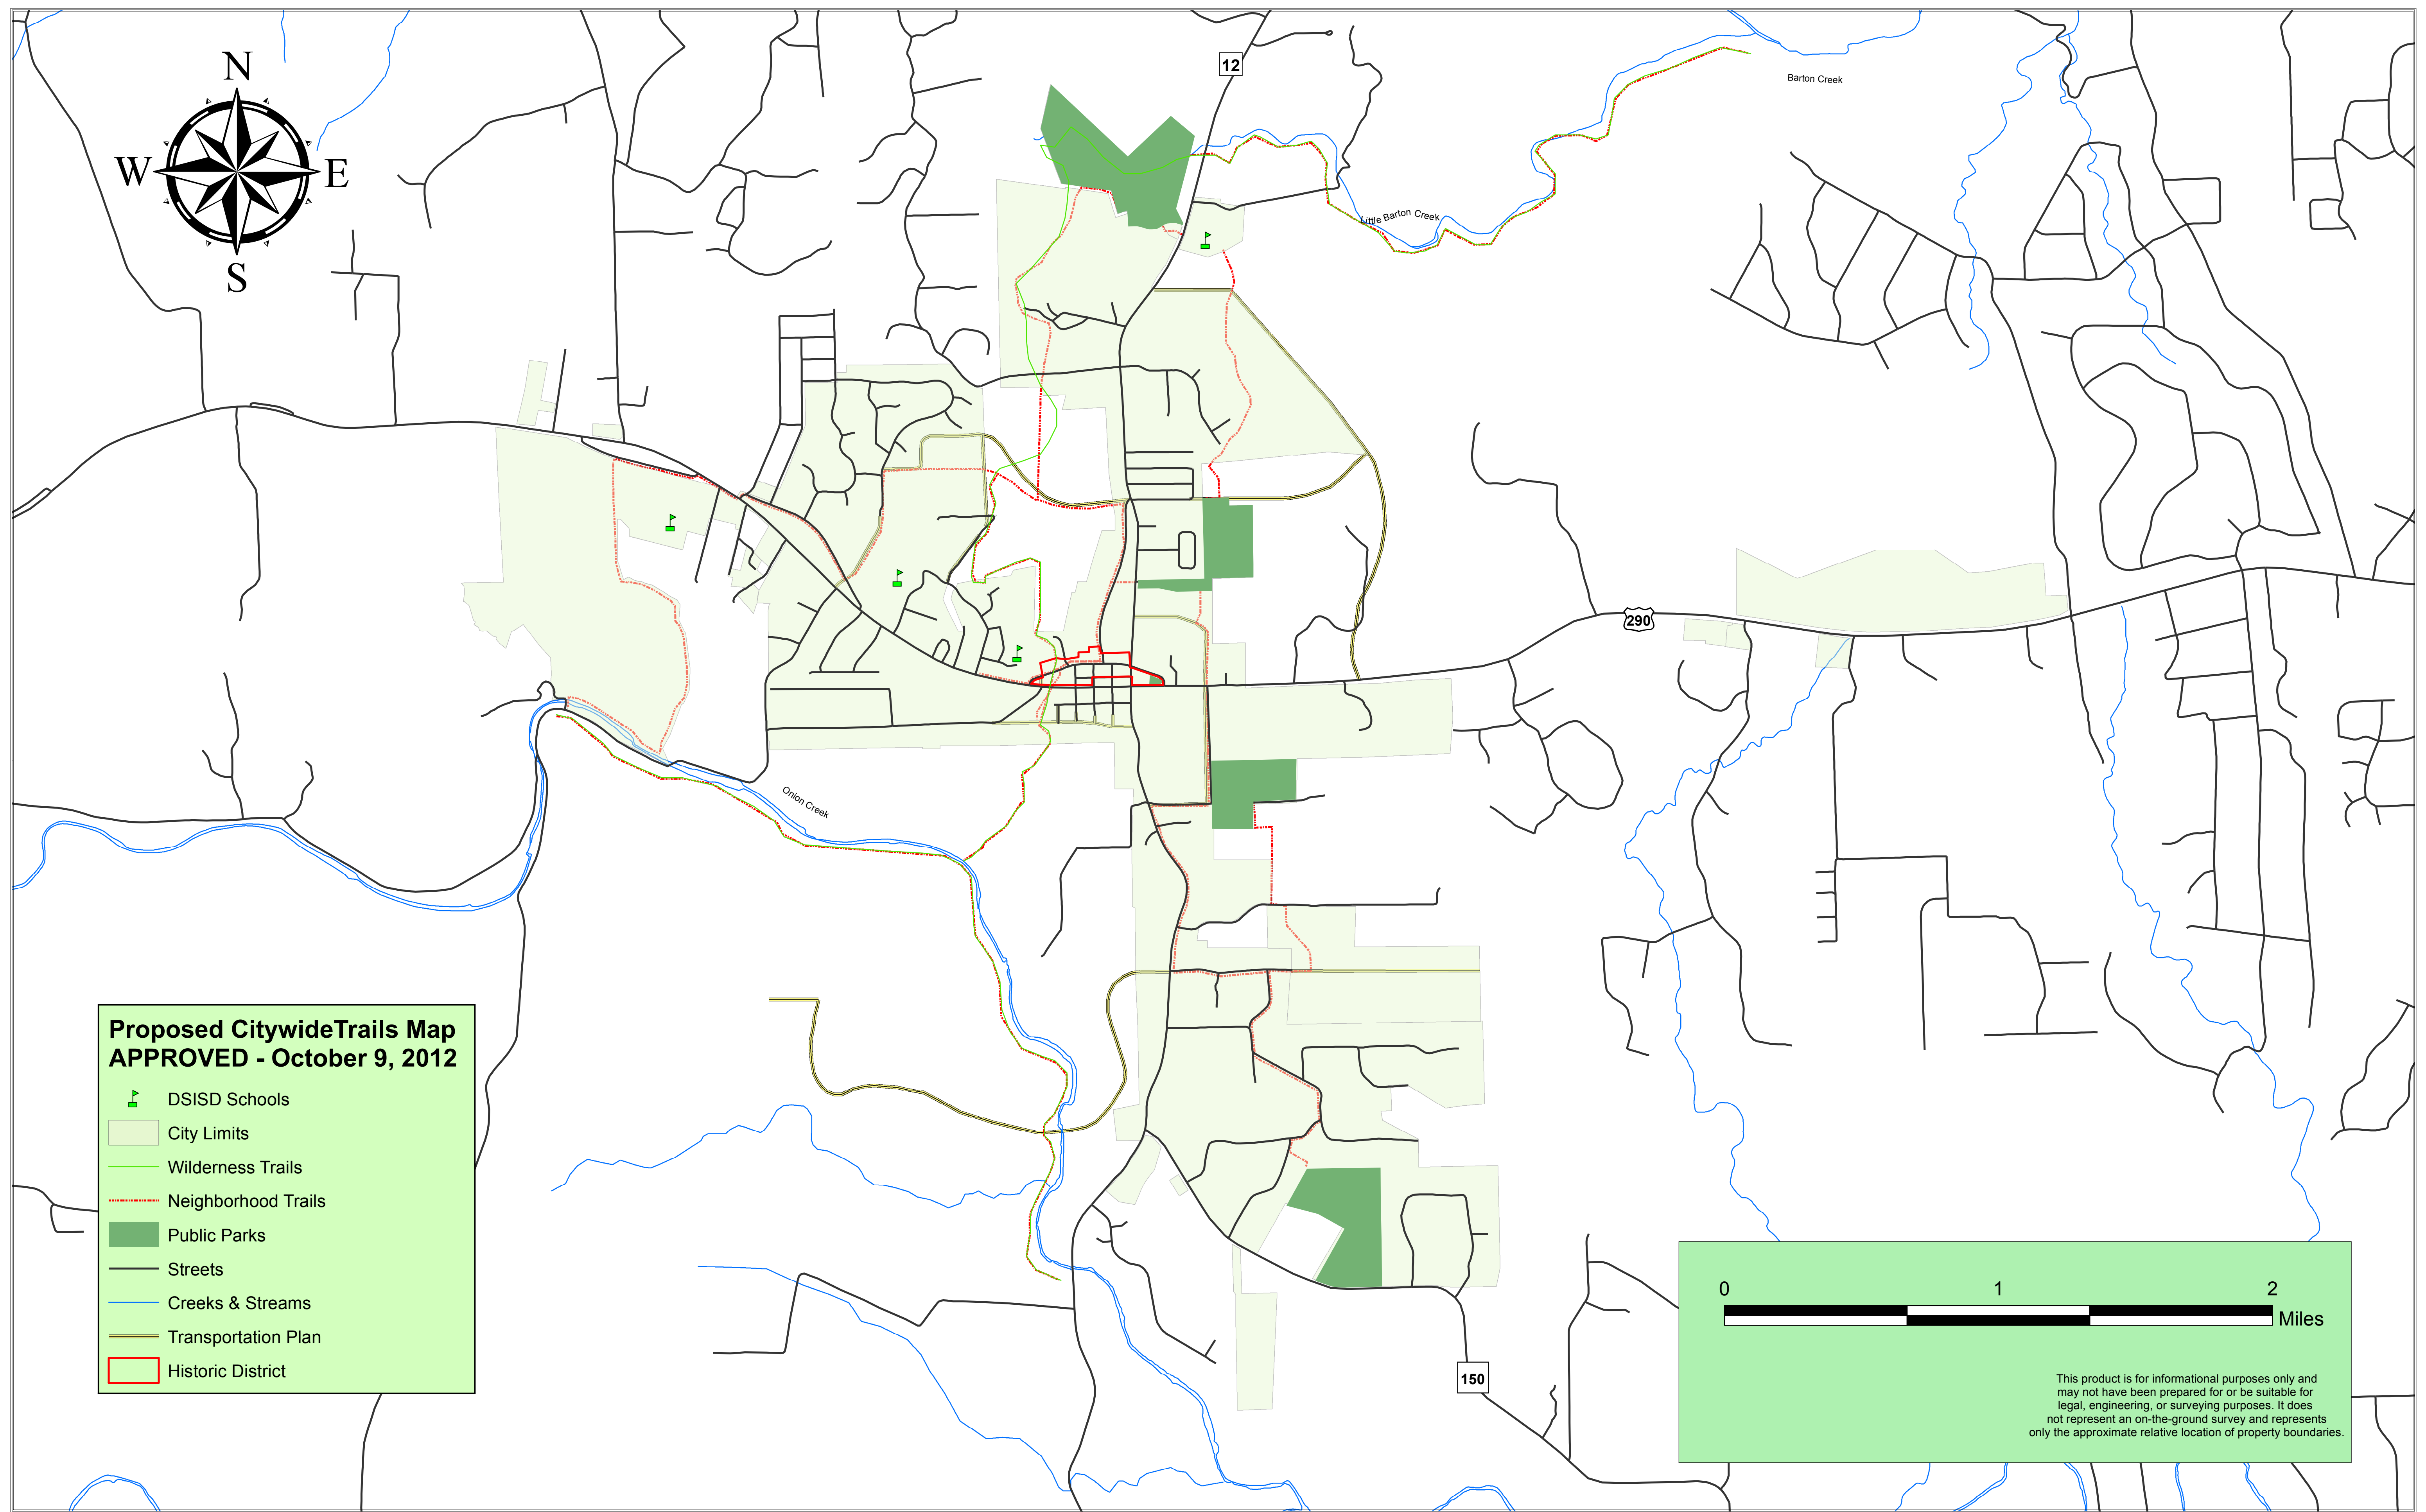 N
12
Barton Creek
W
E
Little Barton Creek
S
290
Onion Creek
Proposed CitywideTrails Map
APPROVED - October 9, 2012
DSISD Schools
City Limits
Wilderness Trails
Neighborhood Trails
Public Parks
Streets
Creeks & Streams
Transportation Plan
Historic District
0 1 2
Miles
150
This product is for informational purposes only and
may not have been prepared for or be suitable for
legal, engineering, or surveying purposes. It does
not represent an on-the-ground survey and represents
only the approximate relative location of property boundaries.